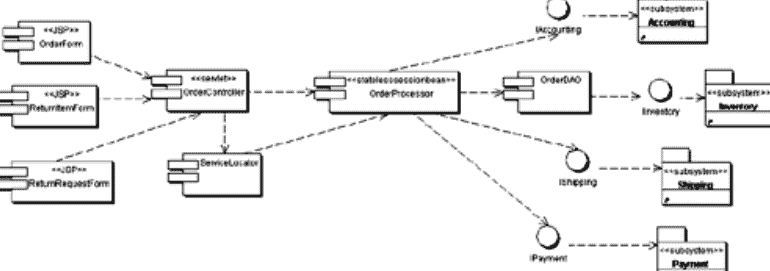 <<JSP>>
OrderForm
<<JSP>>
ReturnItemForm
<<JSP>>
ReturnRequestForm
<<servlet>>
OrderController
ServiceLocator
<<statelesssessionbean>>
OrderProcessor
OrderDAO
IAccounting
<<subsystem>>
Accounting
Inventory
<<subsystem>>
Inventory
IShipping
<<subsystem>>
Shipping
IPayment
<<subsystem>>
Payment